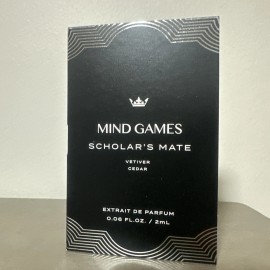 MIND GAMES
SCHOLAR'S MATE
VETIVER
CEDAR
EXTRAIT DE PARFUM
0.06 FL.OZ. / 2mL